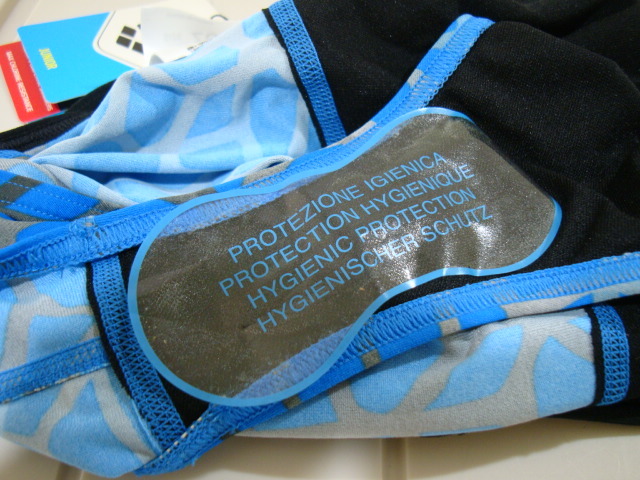 PROTEZIONE IGIENICA
PROTECTION HYGIENIQUE
HYGIENIC PROTECTION
HYGIENISCHER SCHUTZ